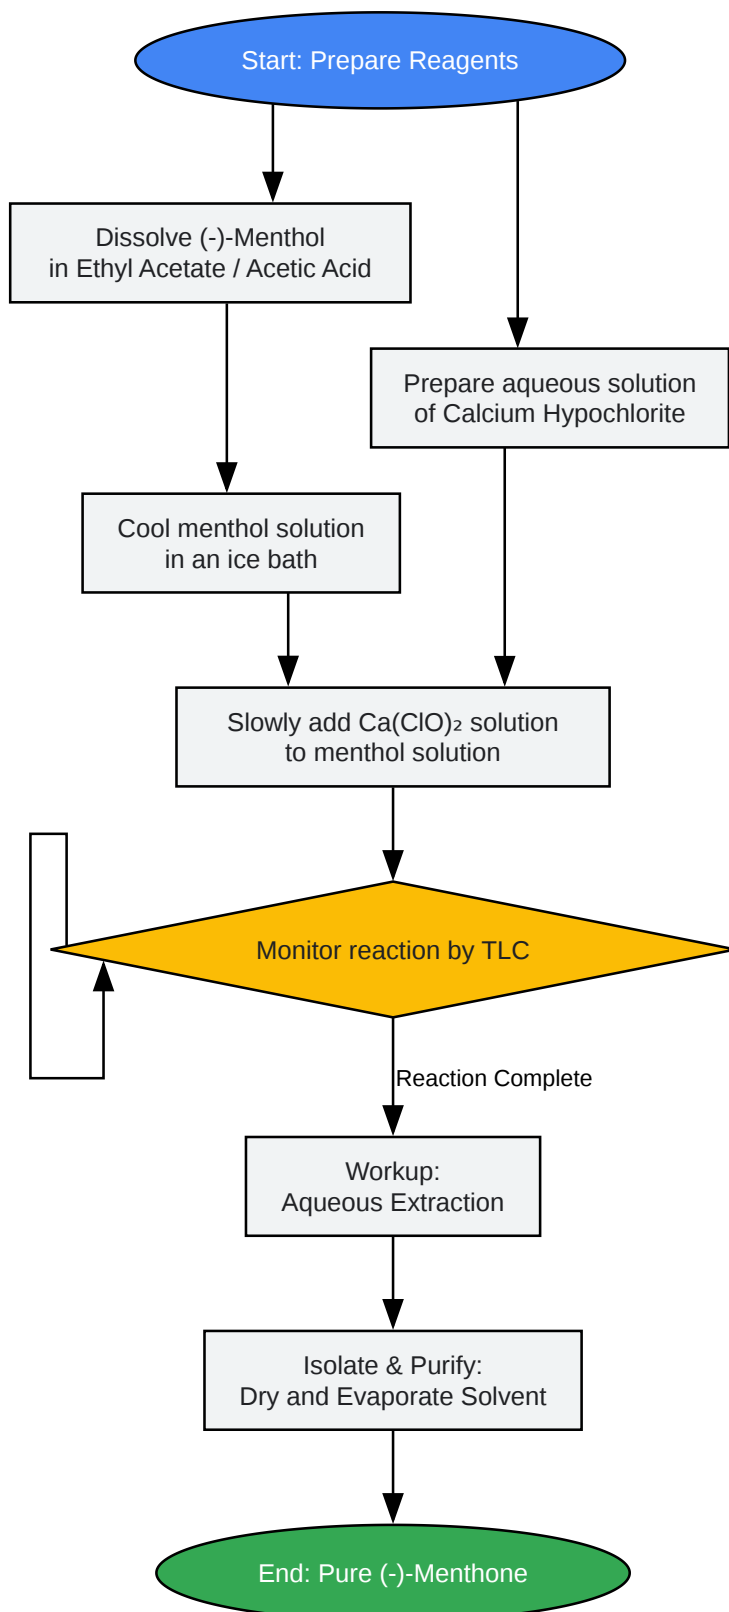 Start: Prepare Reagents
Dissolve (-)-Menthol
in Ethyl Acetate / Acetic Acid
Prepare aqueous solution
of Calcium Hypochlorite
Cool menthol solution
in an ice bath
Slowly add Ca(ClO)₂ solution
to menthol solution
Monitor reaction by TLC
Reaction Complete
Workup:
Aqueous Extraction
Isolate & Purify:
Dry and Evaporate Solvent
End: Pure (-)-Menthone